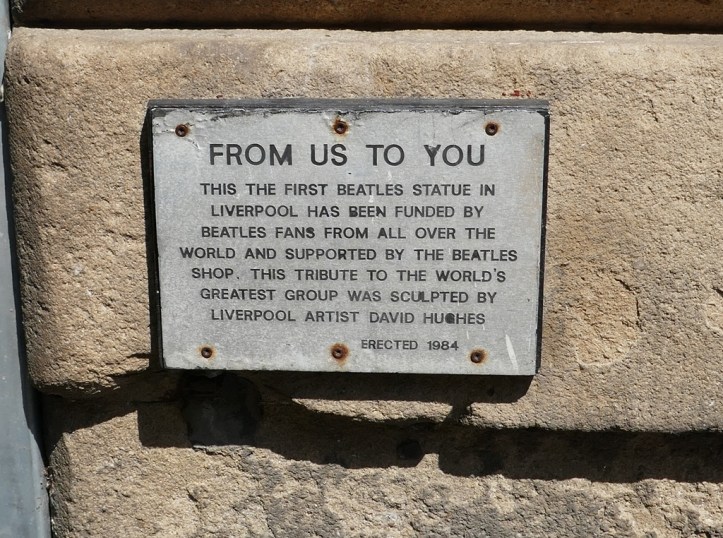 FROM US TO YOU
THIS THE FIRST BEATLES STATUE IN
LIVERPOOL HAS BEEN FUNDED BY
BEATLES FANS FROM ALL OVER THE
WORLD AND SUPPORTED BY THE BEATLES
SHOP. THIS TRIBUTE TO THE WORLD'S
GREATEST GROUP WAS SCULPTED BY
LIVERPOOL ARTIST DAVID HUGHES
ERECTED 1984